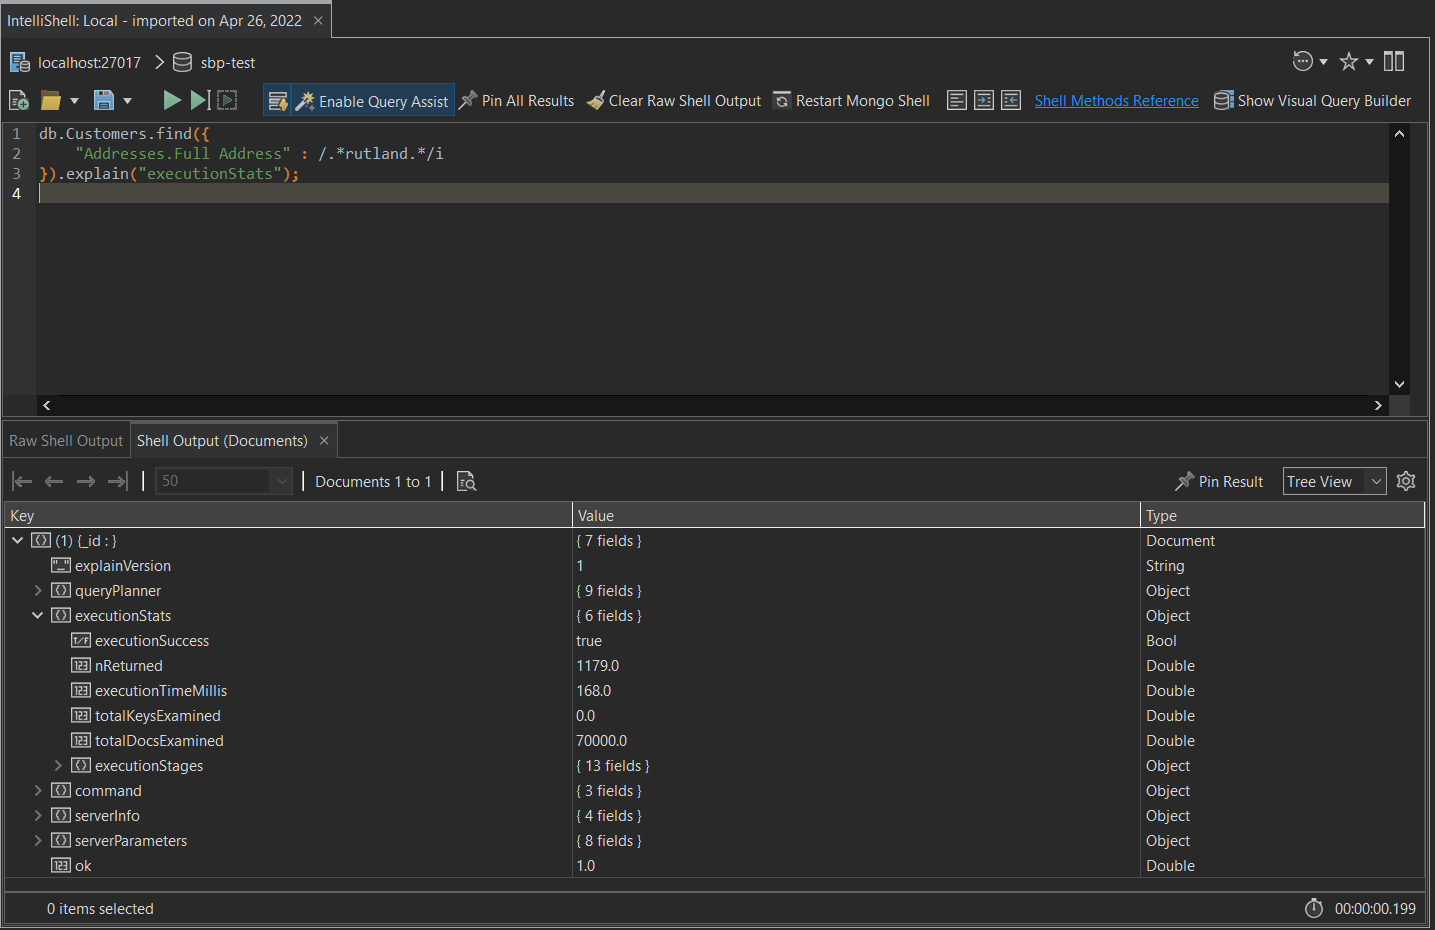 IntelliShell: Local - imported on Apr 26, 2022 ×
localhost:27017 > sbp-test
Enable Query Assist Pin All Results Clear Raw Shell Output Restart Mongo Shell Shell Methods Reference Show Visual Query Builder
1 db.Customers.find({
2 "Addresses.Full Address" : /.*rutland.*/i
3 }).explain("executionStats");
4
Raw Shell Output Shell Output (Documents) ×
50 Documents 1 to 1 Pin Result Tree View
Key Value Type
(1) {_id : } { 7 fields } Document
explainVersion 1 String
queryPlanner { 9 fields } Object
executionStats { 6 fields } Object
executionSuccess true Bool
nReturned 1179.0 Double
executionTimeMillis 168.0 Double
totalKeysExamined 0.0 Double
totalDocsExamined 70000.0 Double
executionStages { 13 fields } Object
command { 3 fields } Object
serverInfo { 4 fields } Object
serverParameters { 8 fields } Object
ok 1.0 Double
0 items selected 00:00:00.199